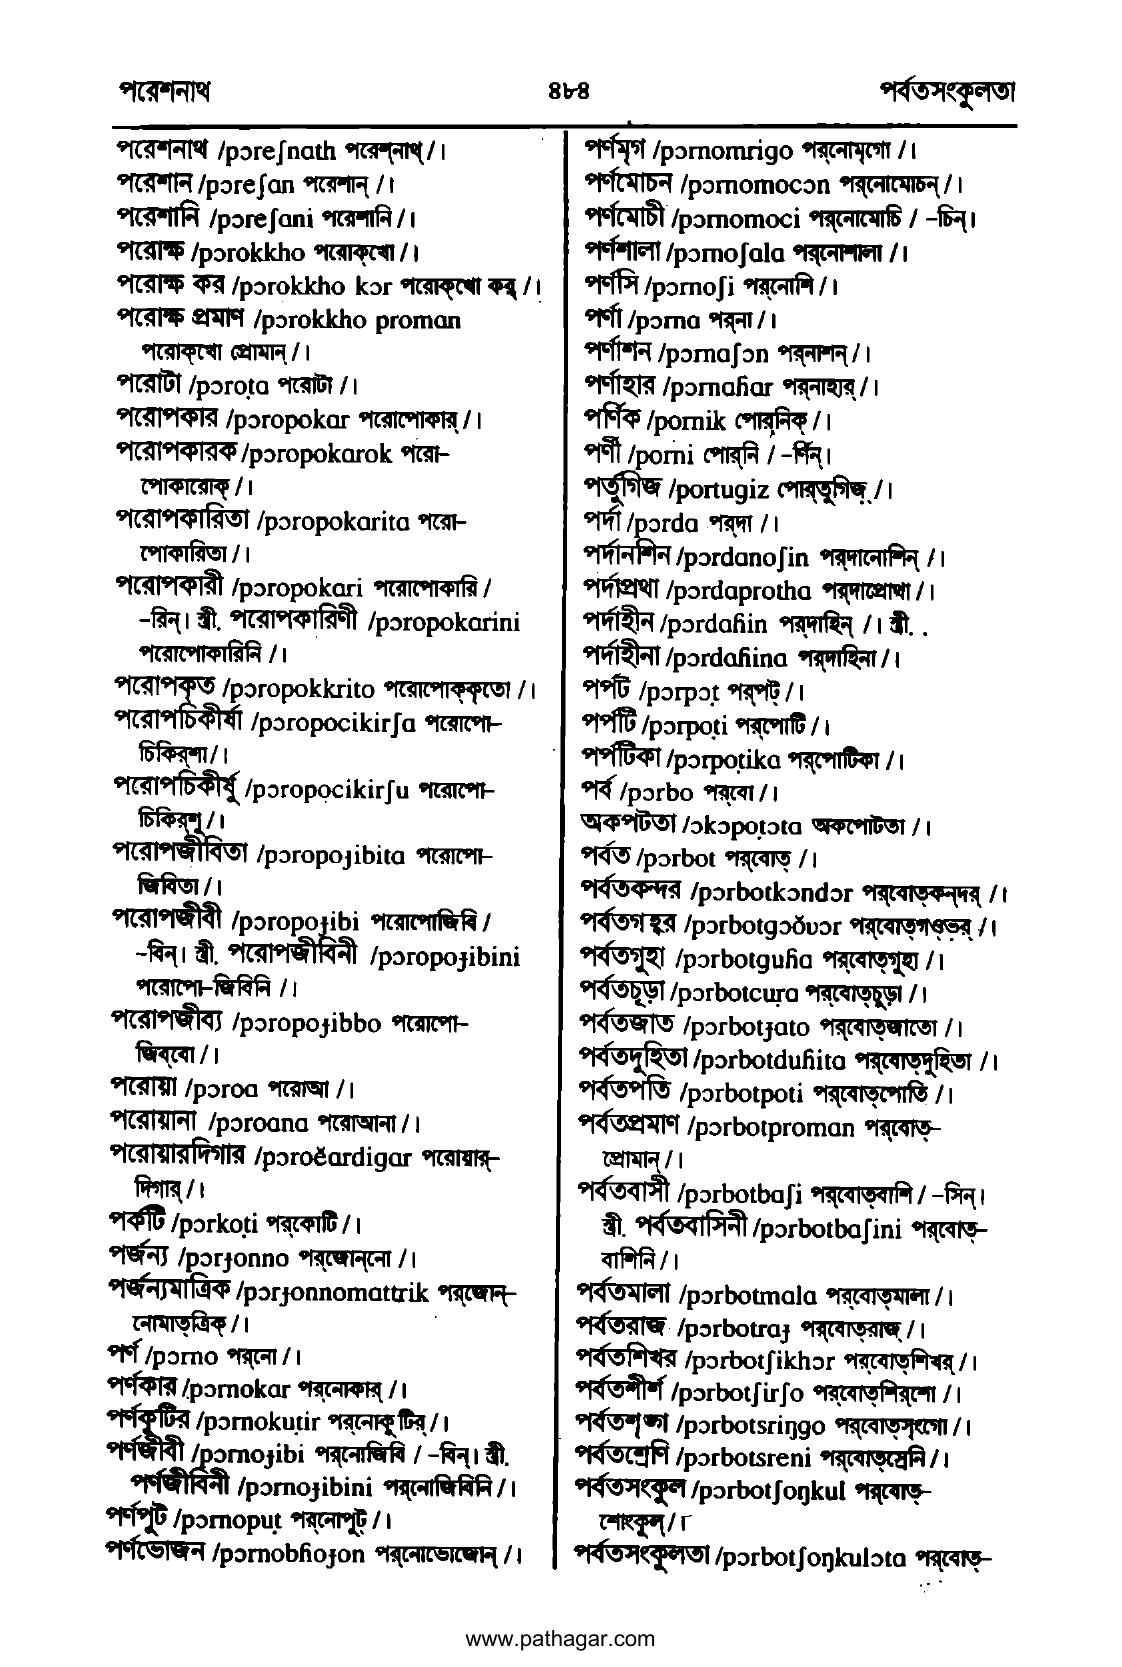 পরেশনাথ ৪৮৪ পর্বতসংকুলতা
পরেশনাথ /pɔreʃnath পরেশ্‌নাথ্‌ /।
পরেশান /pɔreʃan পরেশান্‌ /।
পরেশানি /pɔreʃani পরেশানি /।
পরোক্ষ /pɔrokkho পরোক্‌খো /।
পরোক্ষ কর /pɔrokkho kɔr পরোক্‌খো কর্‌ /।
পরোক্ষ প্রমাণ /pɔrokkho proman
পরোক্‌খো প্রোমান্‌ /।
পরোটা /pɔroṭa পরোটা /।
পরোপকার /pɔropokar পরোপোকার্‌ /।
পরোপকারক /pɔropokarok পরো–
পোকারোক্‌ /।
পরোপকারিতা /pɔropokarita পরো–
পোকারিতা /।
পরোপকারী /pɔropokari পরোপোকারি /
–রিন্‌। স্ত্রী. পরোপকারিণী /pɔropokarini
পরোপোকারিনি /।
পরোপকৃত /pɔropokkrito পরোপোক্‌কৃতো /।
পরোপচিকীর্ষা /pɔropocikirʃa পরোপো–
চিকির্‌শা /।
পরোপচিকীর্ষু /pɔropocikirʃu পরোপো–
চিকির্‌শু /।
পরোপজীবিতা /pɔropoɟibita পরোপো–
জিবিতা /।
পরোপজীবী /pɔropoɟibi পরোপোজিবি /
–বিন্‌। স্ত্রী. পরোপজীবিনী /pɔropoɟibini
পরোপো–জিবিনি /।
পরোপজীব্য /pɔropoɟibbo পরোপো–
জিব্‌বো /।
পরোয়া /pɔroa পরোআ /।
পরোয়ানা /pɔroana পরোআনা /।
পরোয়ারদিগার /pɔroĕardigar পরোয়ার্‌–
দিগার্‌ /।
পর্কটি /pɔrkoṭi পর্‌কোটি /।
পর্জন্য /pɔrɟonno পর্‌জোন্‌নো /।
পর্জন্যমাত্রিক /pɔrɟonnomattrik পর্‌জোন্‌–
নোমাত্‌ত্রিক্‌ /।
পর্ণ /pɔrno পর্‌নো /।
পর্ণকার /pɔrnokar পর্‌নোকার্‌ /।
পর্ণকুটির /pɔrnokuṭir পর্‌নোকুটির্‌ /।
পর্ণজীবী /pɔrnoɟibi পর্‌নোজিবি / –বিন্‌। স্ত্রী.
পর্ণজীবিনী /pɔrnoɟibini পর্‌নোজিবিনি /।
পর্ণপুট /pɔrnoput পর্‌নোপুট্‌ /।
পর্ণভোজন /pɔrnobɦoɟon পর্‌নোভোজোন্‌ /।
পর্ণমৃগ /pɔrnomrigo পর্‌নোমৃগো /।
পর্ণমোচন /pɔrnomocɔn পর্‌নোমোচন্‌ /।
পর্ণমোচী /pɔrnomoci পর্‌নোমোচি / –চিন্‌।
পর্ণশালা /pɔrnoʃala পর্‌নোশালা /।
পর্ণসি /pɔrnoʃi পর্‌নোশি /।
পর্ণা /pɔrna পর্‌না /।
পর্ণাশন /pɔrnaʃɔn পর্‌নাশন্‌ /।
পর্ণাহার /pɔrnaɦar পর্‌নাহার্‌ /।
পর্ণিক /pornik পোর্‌নিক্‌ /।
পর্ণী /porni পোর্‌নি / –র্ণিন্‌।
পর্তুগিজ /portugiz পোর্‌তুগিজ়্‌ /।
পর্দা /pɔrda পর্‌দা /।
পর্দানশিন /pɔrdanoʃin পর্‌দানোশিন্‌ /।
পর্দাপ্রথা /pɔrdaprotha পর্‌দাপ্রোথা /।
পর্দাহীন /pɔrdaɦin পর্‌দাহিন্‌ /। স্ত্রী.
পর্দাহীনা /pɔrdaɦina পর্‌দাহিনা /।
পর্পট /pɔrpɔṭ পর্‌পট্‌ /।
পর্পটি /pɔrpoṭi পর্‌পোটি /।
পর্পটিকা /pɔrpoṭika পর্‌পোটিকা /।
পর্ব /pɔrbo পর্‌বো /।
অকপটতা /ɔkɔpoṭɔta অকপোটতা /।
পর্বত /pɔrbot পর্‌বোত্‌ /।
পর্বতকন্দর /pɔrbotkɔndɔr পর্‌বোত্‌কন্‌দর্‌ /।
পর্বতগহ্বর /pɔrbotgɔŏʋɔr পর্‌বোত্‌গওভ়র্‌ /।
পর্বতগুহা /pɔrbotguɦa পর্‌বোত্‌গুহা /।
পর্বতচূড়া /pɔrbotcuṛa পর্‌বোত্‌চুড়া /।
পর্বতজাত /pɔrbotɟato পর্‌বোত্‌জাতো /।
পর্বতদুহিতা /pɔrbotduɦita পর্‌বোত্‌দুহিতা /।
পর্বতপতি /pɔrbotpoti পর্‌বোত্‌পোতি /।
পর্বতপ্রমাণ /pɔrbotproman পর্‌বোত্‌–
প্রোমান্‌ /।
পর্বতবাসী /pɔrbotbaʃi পর্‌বোত্‌বাশি / –সিন্‌।
স্ত্রী. পর্বতবাসিনী /pɔrbotbaʃini পর্‌বোত্‌–
বাশিনি /।
পর্বতমালা /pɔrbotmala পর্‌বোত্‌মালা /।
পর্বতরাজ /pɔrbotraɟ পর্‌বোত্‌রাজ্‌ /।
পর্বতশিখর /pɔrbotʃikhɔr পর্‌বোত্‌শিখর্‌ /।
পর্বতশীর্ষ /pɔrbotʃirʃo পর্‌বোত্‌শির্‌শো /।
পর্বতশৃঙ্গ /pɔrbotsriŋgo পর্‌বোত্‌সৃংগো /।
পর্বতশ্রেণি /pɔrbotsreni পর্‌বোত্‌স্রেনি /।
পর্বতসংকুল /pɔrbotʃoŋkul পর্‌বোত্‌–
শোংকুল্‌ /।
পর্বতসংকুলতা /pɔrbotʃoŋkulɔta পর্‌বোত্‌–
www.pathagar.com